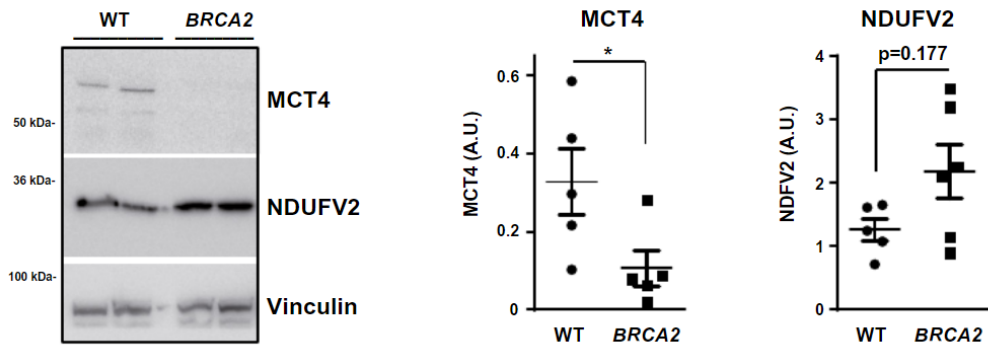 WT BRCA2
MCT4
50 kDa-
36 kDa-
NDUFV2
100 kDa-
Vinculin
MCT4
*
MCT4 (A.U.)
0.6
0.4
0.2
0
WT BRCA2
NDUFV2
p=0.177
NDFV2 (A.U.)
4
3
2
1
0
WT BRCA2